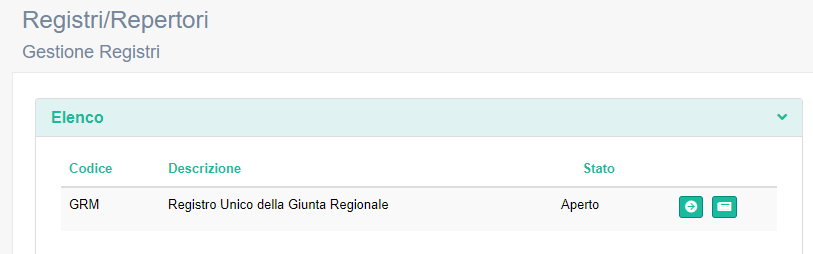 Registri/Repertori
Gestione Registri
Elenco
Codice Descrizione Stato
GRM Registro Unico della Giunta Regionale Aperto